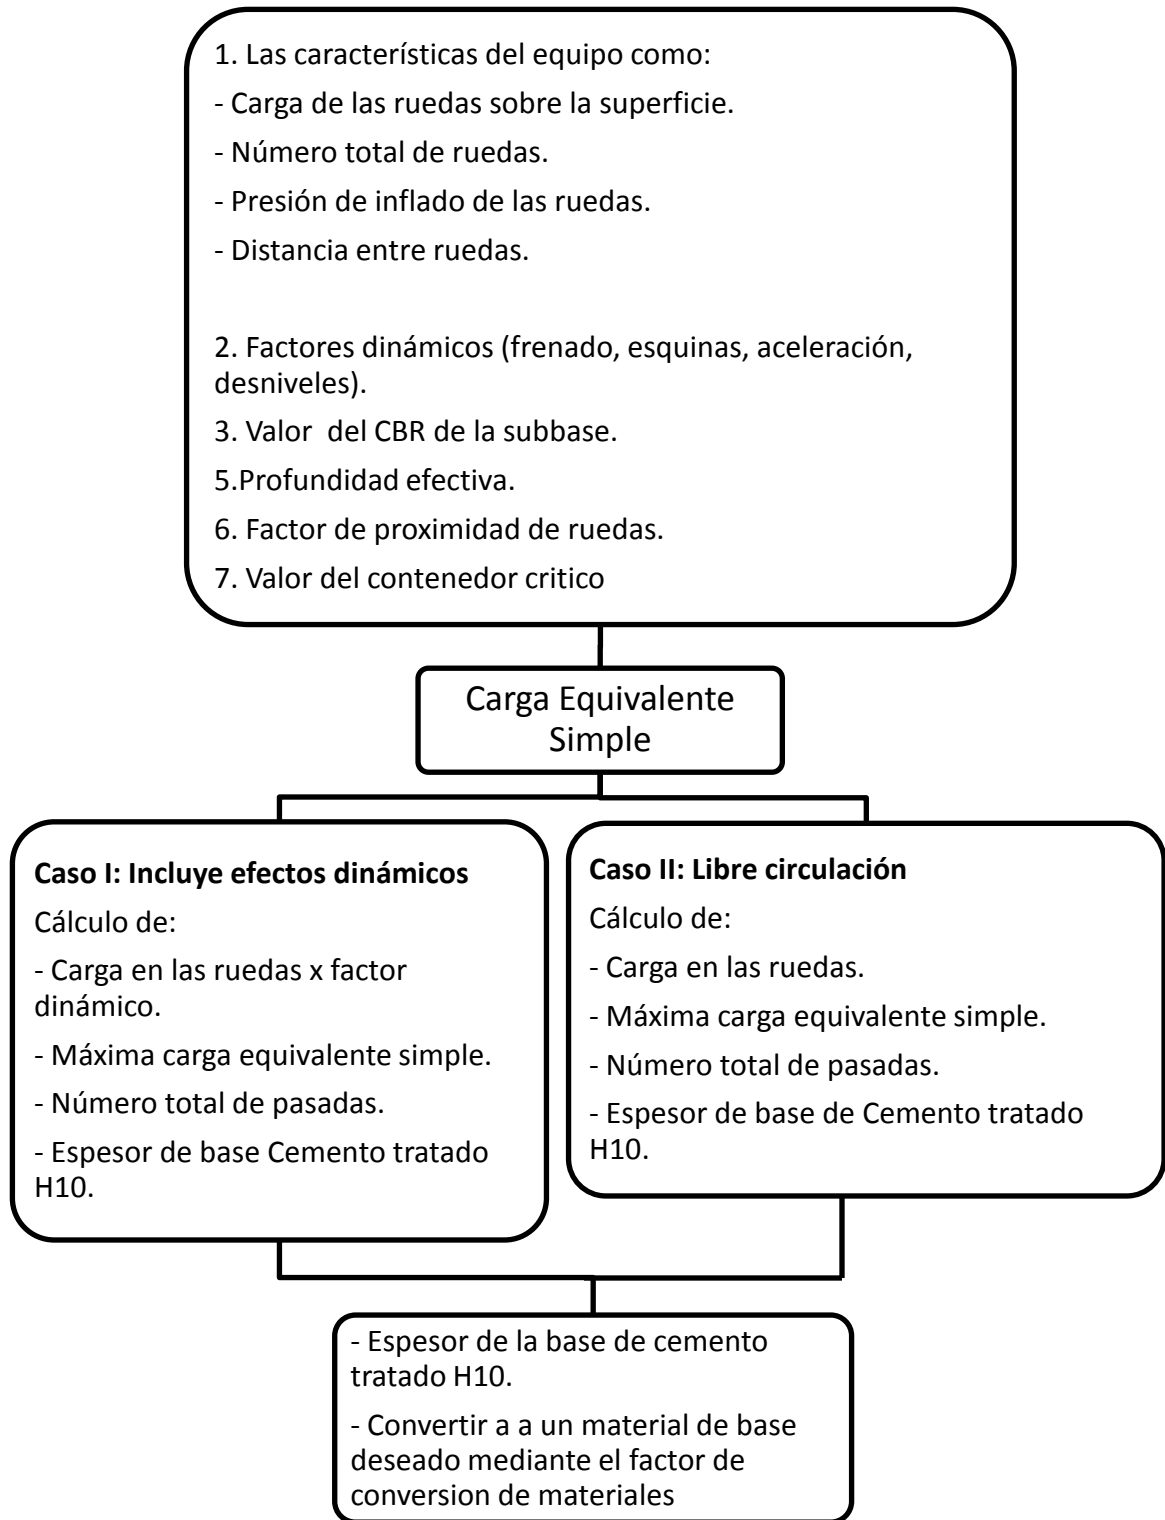 1. Las características del equipo como:
- Carga de las ruedas sobre la superficie.
- Número total de ruedas.
- Presión de inflado de las ruedas.
- Distancia entre ruedas.
2. Factores dinámicos (frenado, esquinas, aceleración,
desniveles).
3. Valor  del CBR de la subbase.
5.Profundidad efectiva.
6. Factor de proximidad de ruedas.
7. Valor del contenedor critico
Carga Equivalente
Simple
Caso I: Incluye efectos dinámicos
Cálculo de:
- Carga en las ruedas x factor
dinámico.
- Máxima carga equivalente simple.
- Número total de pasadas.
- Espesor de base Cemento tratado
H10.
Caso II: Libre circulación
Cálculo de:
- Carga en las ruedas.
- Máxima carga equivalente simple.
- Número total de pasadas.
- Espesor de base de Cemento tratado
H10.
- Espesor de la base de cemento
tratado H10.
- Convertir a a un material de base
deseado mediante el factor de
conversion de materiales